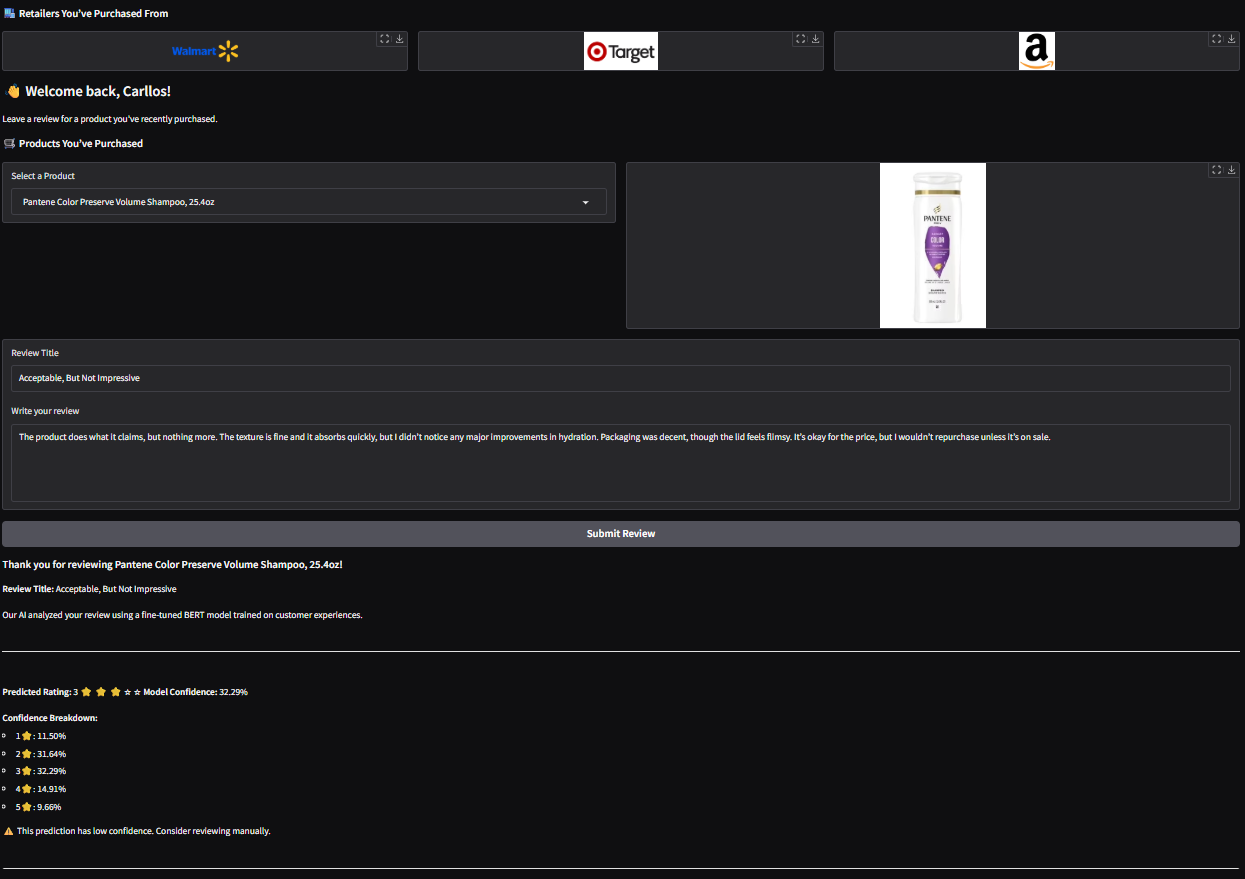 Retailers You've Purchased From
Walmart
Target
a
Welcome back, Carllos!
Leave a review for a product you've recently purchased.
Products You've Purchased
Select a Product
Pantene Color Preserve Volume Shampoo, 25.4oz
PANTENE
COLOR
Review Title
Acceptable, But Not Impressive
Write your review
The product does what it claims, but nothing more. The texture is fine and it absorbs quickly, but I didn't notice any major improvements in hydration. Packaging was decent, though the lid feels flimsy. It's okay for the price, but I wouldn't repurchase unless it's on sale.
Submit Review
Thank you for reviewing Pantene Color Preserve Volume Shampoo, 25.4oz!
Review Title: Acceptable, But Not Impressive
Our AI analyzed your review using a fine-tuned BERT model trained on customer experiences.
Predicted Rating: 3 ⭐ ⭐ ⭐ ☆ ☆ Model Confidence: 32.29%
Confidence Breakdown:
1⭐: 11.50%
2⭐: 31.64%
3⭐: 32.29%
4⭐: 14.91%
5⭐: 9.66%
⚠ This prediction has low confidence. Consider reviewing manually.